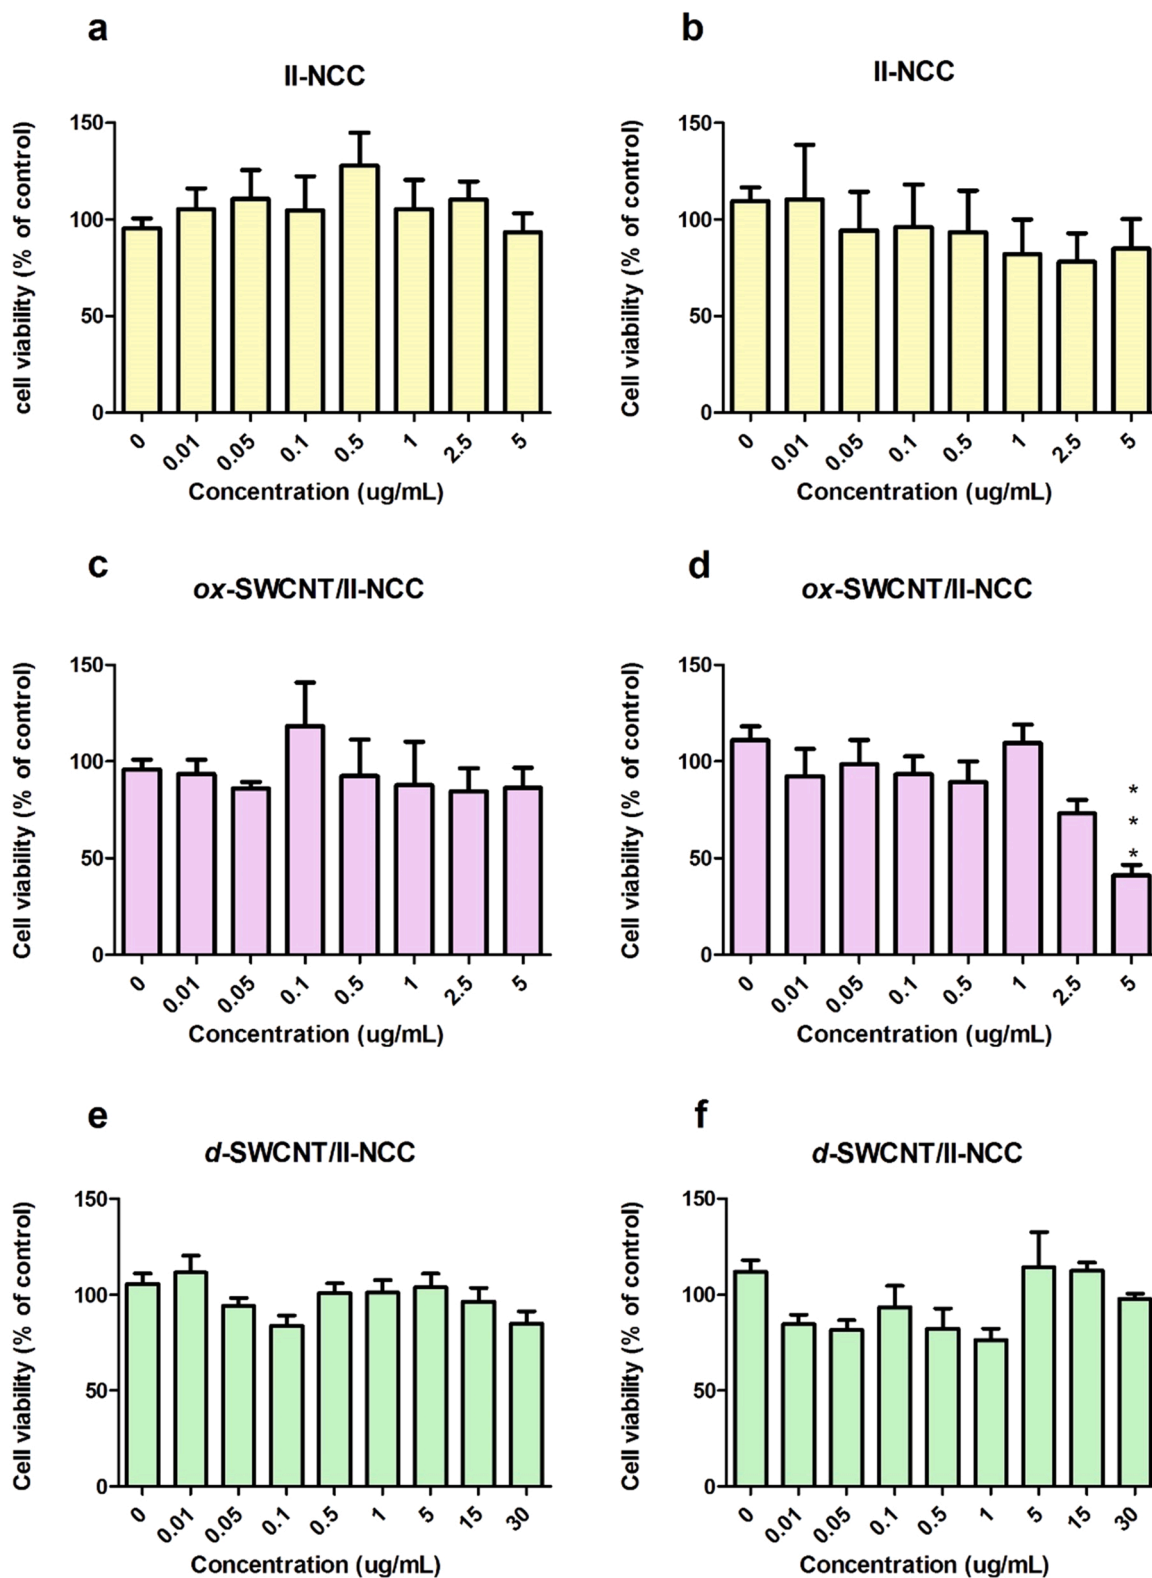 a
II-NCC
cell viability (% of control)
150
100
50
0
0 0.01 0.05 0.1 0.5 1 2.5 5
Concentration (ug/mL)
b
II-NCC
Cell viability (% of control)
150
100
50
0
0 0.01 0.05 0.1 0.5 1 2.5 5
Concentration (ug/mL)
c
ox-SWCNT/II-NCC
Cell viability (% of control)
150
100
50
0
0 0.01 0.05 0.1 0.5 1 2.5 5
Concentration (ug/mL)
d
ox-SWCNT/II-NCC
Cell viability (% of control)
150
100
50
0
*
*
*
0 0.01 0.05 0.1 0.5 1 2.5 5
Concentration (ug/mL)
e
d-SWCNT/II-NCC
Cell viability (% of control)
150
100
50
0
0 0.01 0.05 0.1 0.5 1 5 15 30
Concentration (ug/mL)
f
d-SWCNT/II-NCC
Cell viability (% of control)
150
100
50
0
0 0.01 0.05 0.1 0.5 1 5 15 30
Concentration (ug/mL)